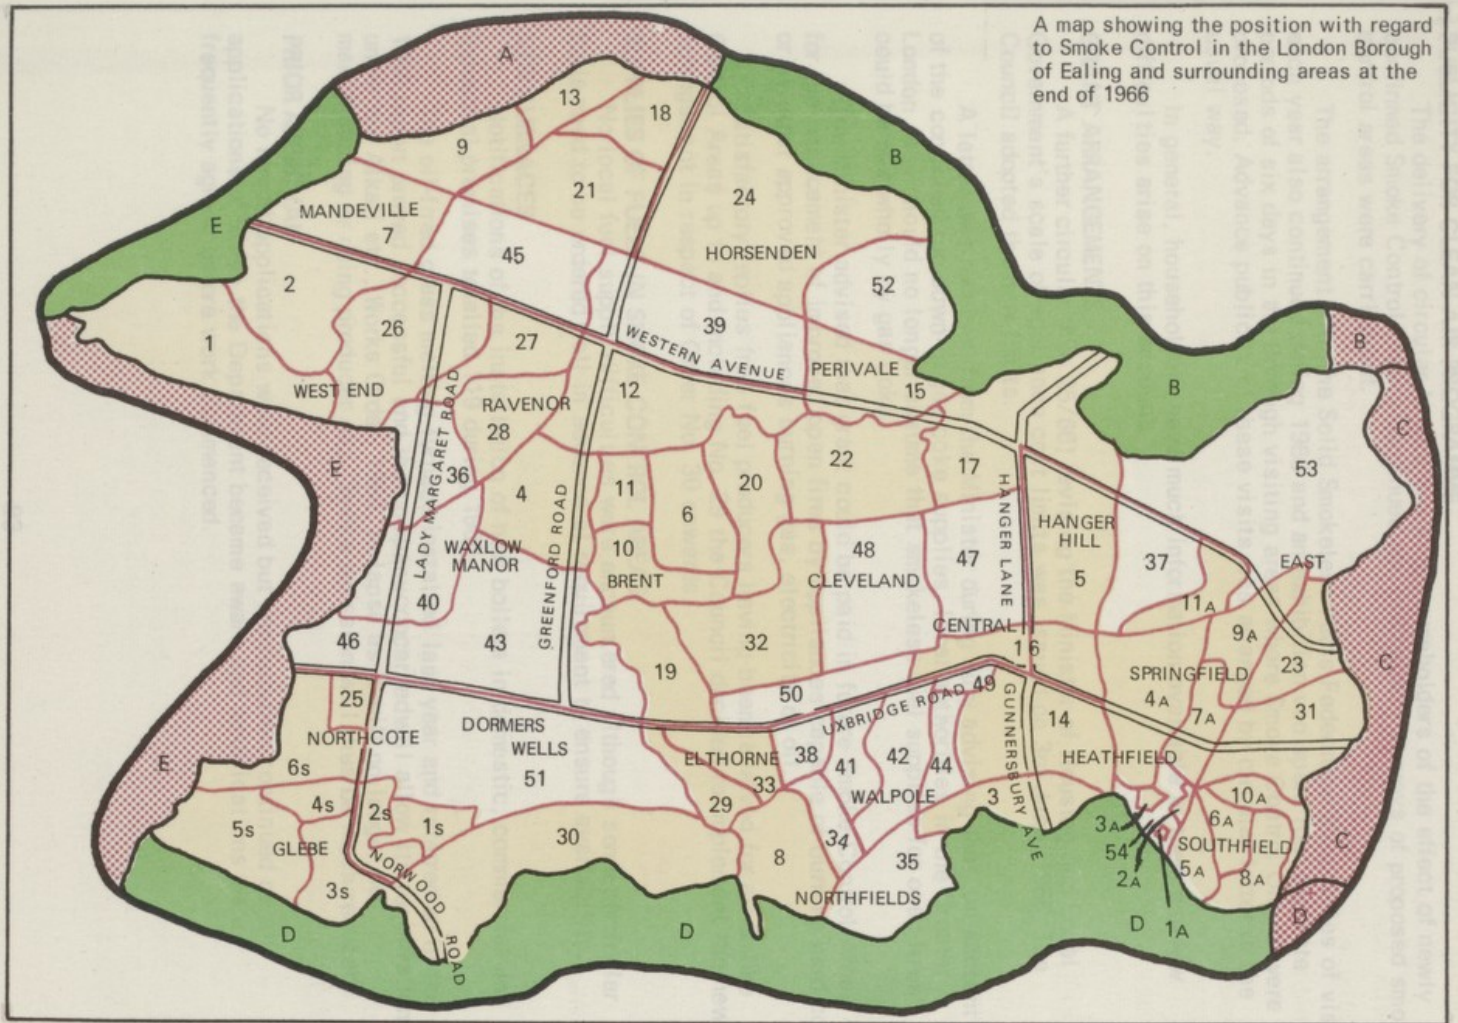 A map showing the position with regard
to Smoke Control in the London Borough
of Ealing and surrounding areas at the
end of 1966
A
13
18
9
B
21
24
MANDEVILLE
7
E
HORSENDEN
45
2
52
26
39
B
1
27
WESTERN AVENUE
B
PERIVALE
WEST END
12
15
RAVENOR
C
28
LADY MARGARET ROAD
22
E
36
17
53
4
11
20
6
HANGER LANE
GREENFORD ROAD
HANGER
HILL
WAXLOW
MANOR
10
48
47
37
BRENT
CLEVELAND
5
EAST
40
11A
CENTRAL
9A
46
43
32
16
C
19
23
SPRINGFIELD
50
49
4A
25
UXBRIDGE ROAD
GUNNERSBURY AVE
14
7A
31
DORMERS
WELLS
NORTHCOTE
ELTHORNE
38
42
HEATHFIELD
E
6s
41
44
51
33
WALPOLE
3
10A
4s
2s
29
6A
5s
1s
3A
30
34
C
GLEBE
SOUTHFIELD
54
8
35
5A
NORWOOD
ROAD
2A
8A
3s
NORTHFIELDS
D
D
D
D
1A